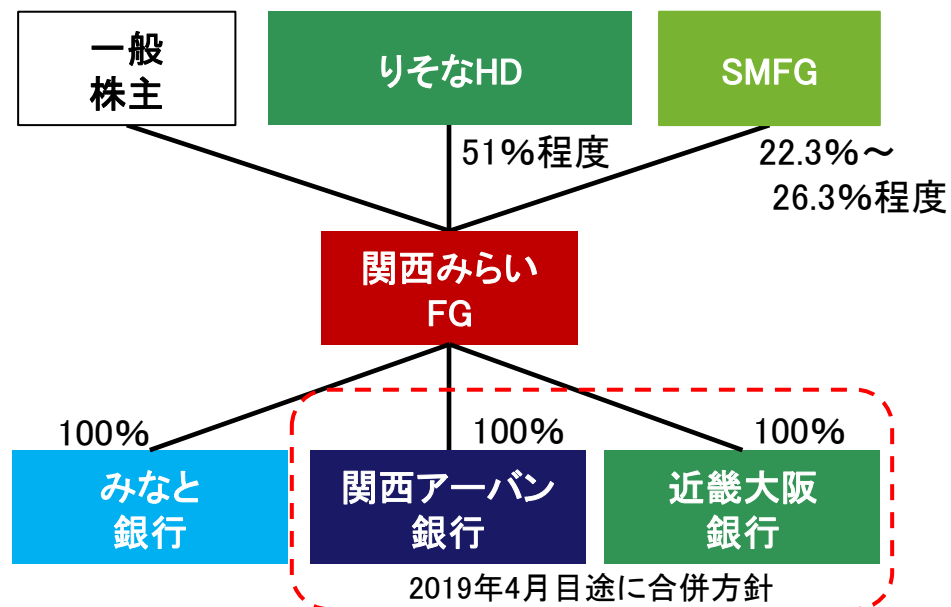 一般
株主
りそなHD
SMFG
51%程度
22.3%～
26.3%程度
関西みらい
FG
100%
100%
100%
みなと
銀行
関西アーバン
銀行
近畿大阪
銀行
2019年4月目途に合併方針